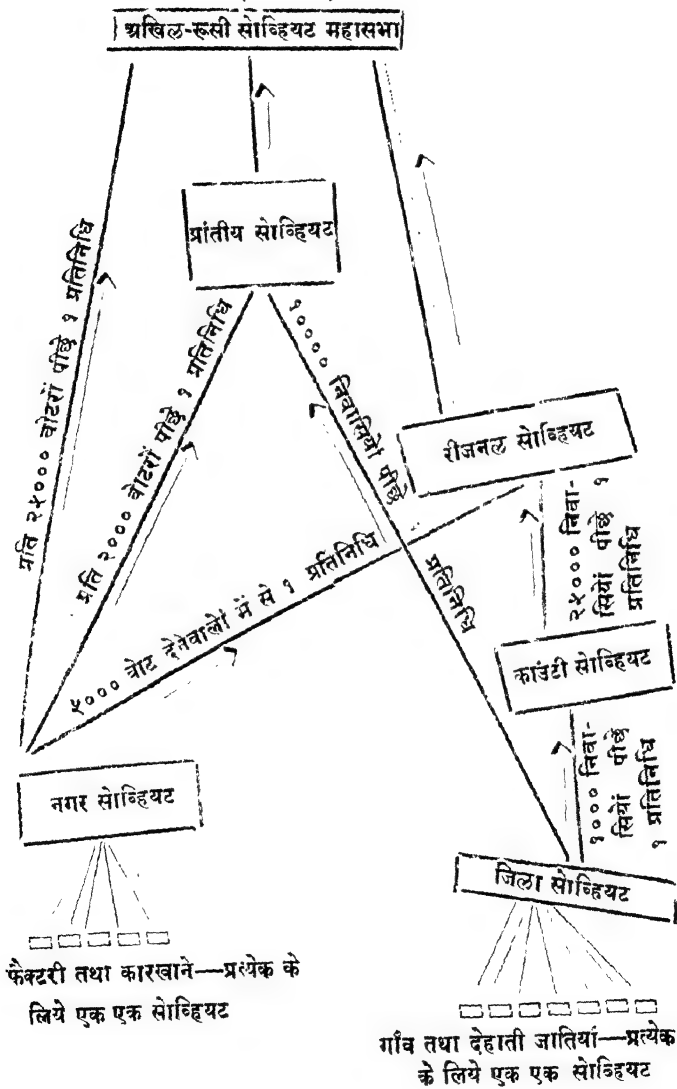 अखिल-रूसी सोव्हियट महासभा
प्रांतीय सोव्हियट
प्रति २५००० वोटरों पीछे १ प्रतिनिधि
प्रति २००० वोटरों पीछे १ प्रतिनिधि
१०००० निवासियों पीछे
प्रतिनिधि
रीजनल सोव्हियट
५००० वोट देनेवालों में से १ प्रतिनिधि
२५००० निवा-
सियों पीछे १
प्रतिनिधि
काउंटी सोव्हियट
१००० निवा-
सियों पीछे
१ प्रतिनिधि
नगर सोव्हियट
जिला सोव्हियट
फैक्टरी तथा कारखाने—प्रत्येक के
लिये एक एक सोव्हियट
गाँव तथा देहाती जातियां—प्रत्येक
के लिये एक एक सोव्हियट